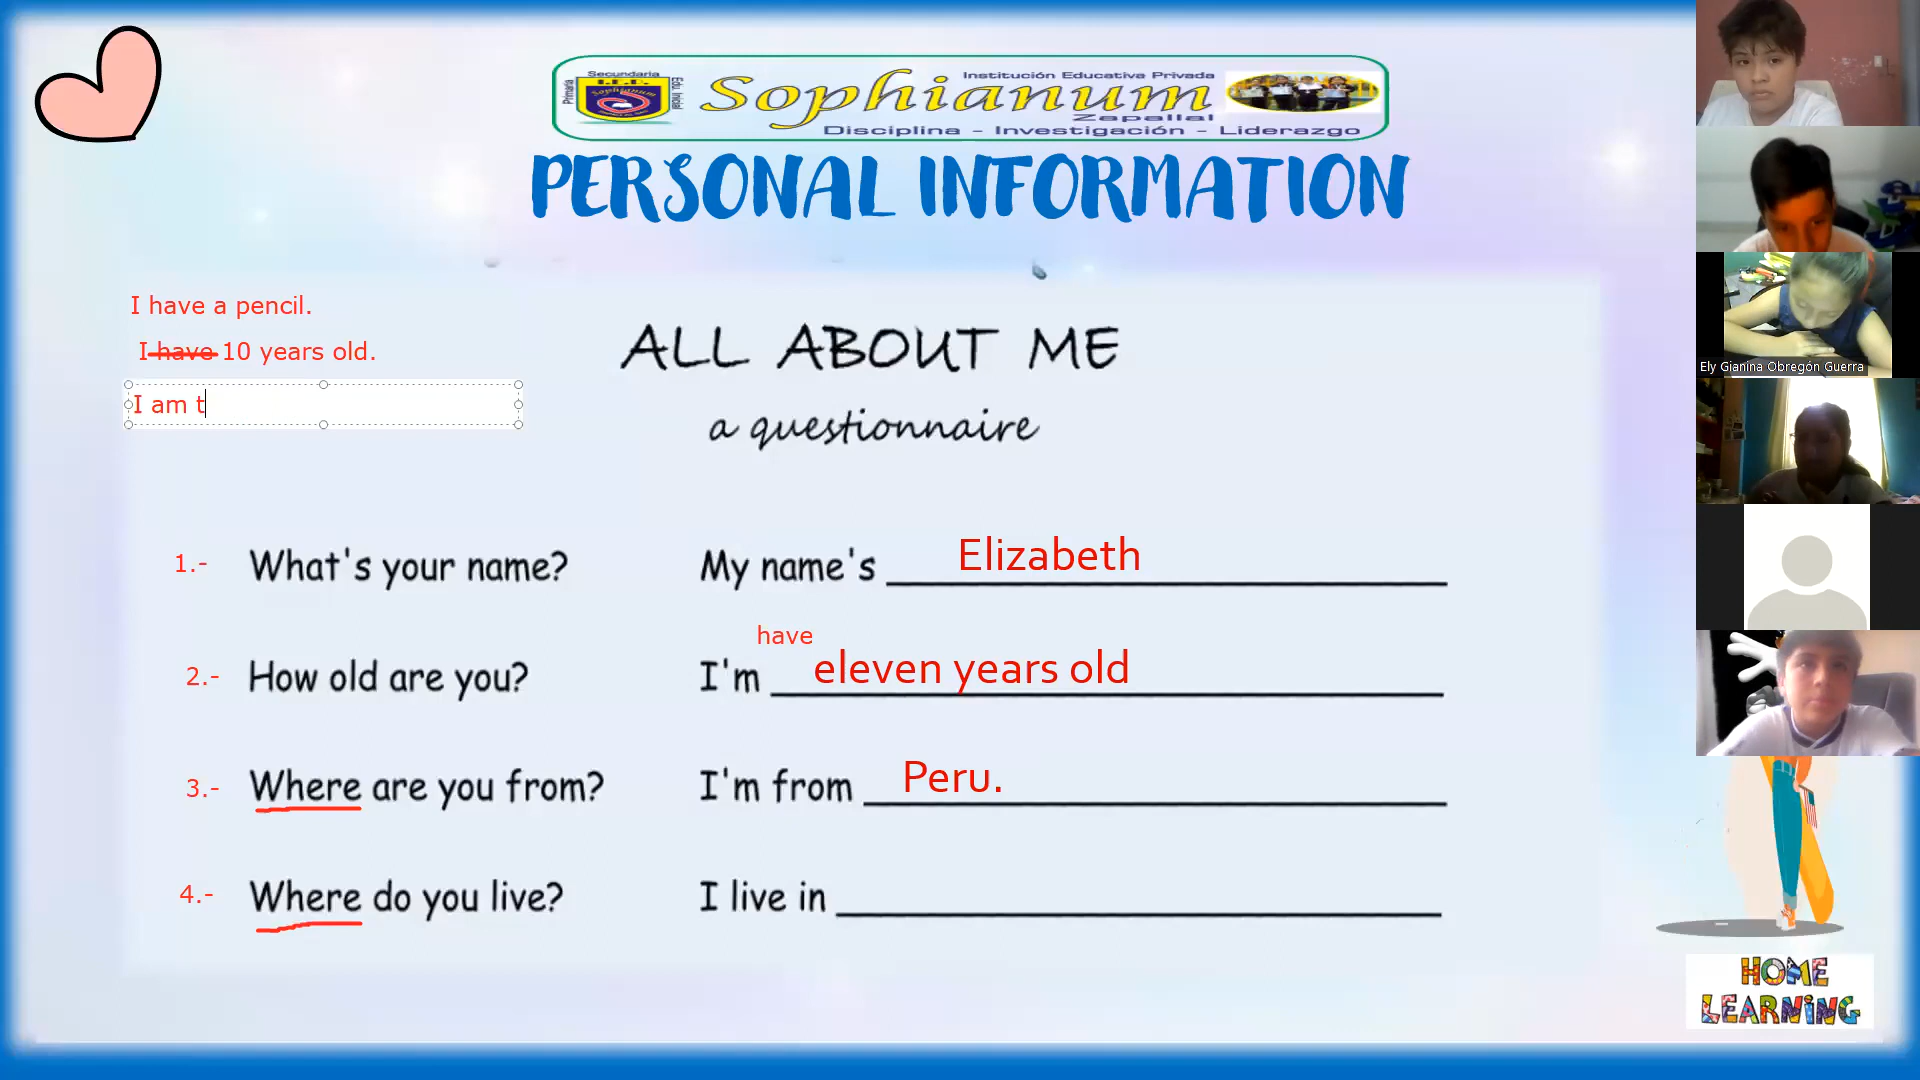 Secundaria
Primaria
I.E.P.
Sophianum
Edu. Inicial
Institución Educativa Privada
Sophianum
Zapallal
Disciplina - Investigación - Liderazgo
PERSONAL INFORMATION
I have a pencil.
I have 10 years old.
I am t
ALL ABOUT ME
a questionnaire
1.- What's your name? My name's Elizabeth
have
2.- How old are you? I'm eleven years old
3.- Where are you from? I'm from Peru.
4.- Where do you live? I live in
Ely Gianina Obregón Guerra
HOME
LEARNING